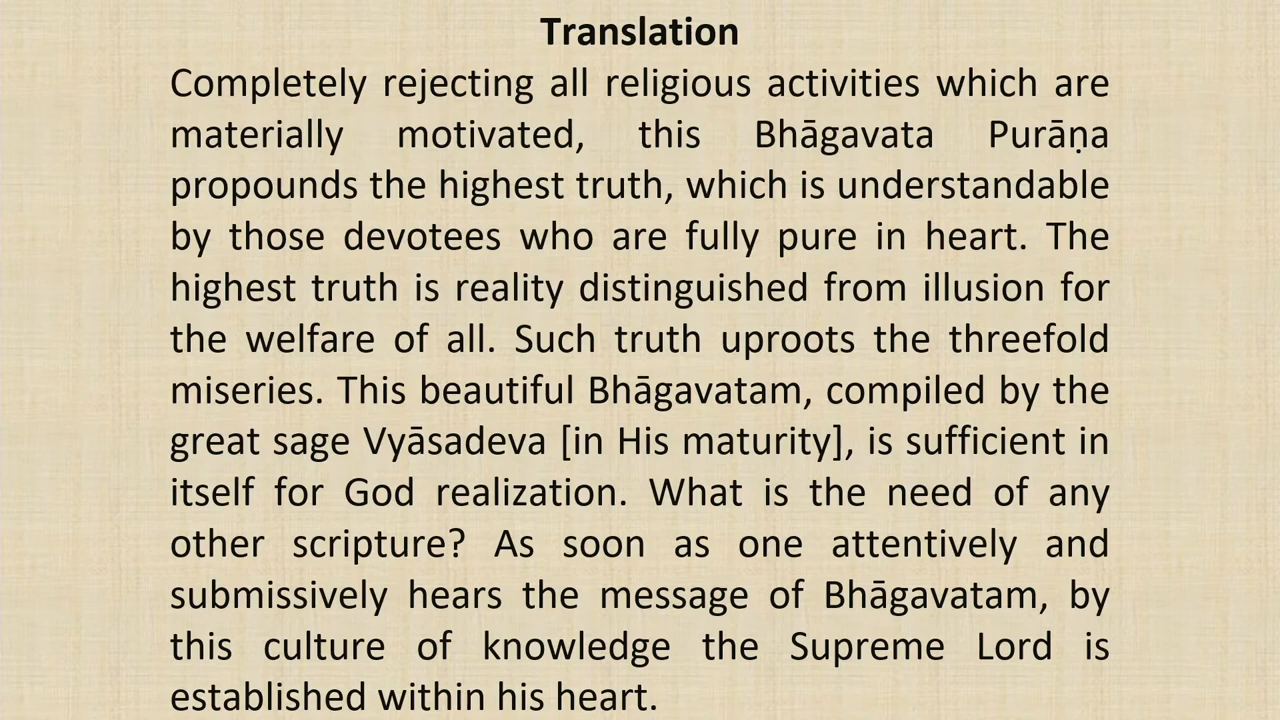 Translation
Completely rejecting all religious activities which are
materially motivated, this Bhāgavata Purāṇa
propounds the highest truth, which is understandable
by those devotees who are fully pure in heart. The
highest truth is reality distinguished from illusion for
the welfare of all. Such truth uproots the threefold
miseries. This beautiful Bhāgavatam, compiled by the
great sage Vyāsadeva [in His maturity], is sufficient in
itself for God realization. What is the need of any
other scripture? As soon as one attentively and
submissively hears the message of Bhāgavatam, by
this culture of knowledge the Supreme Lord is
established within his heart.